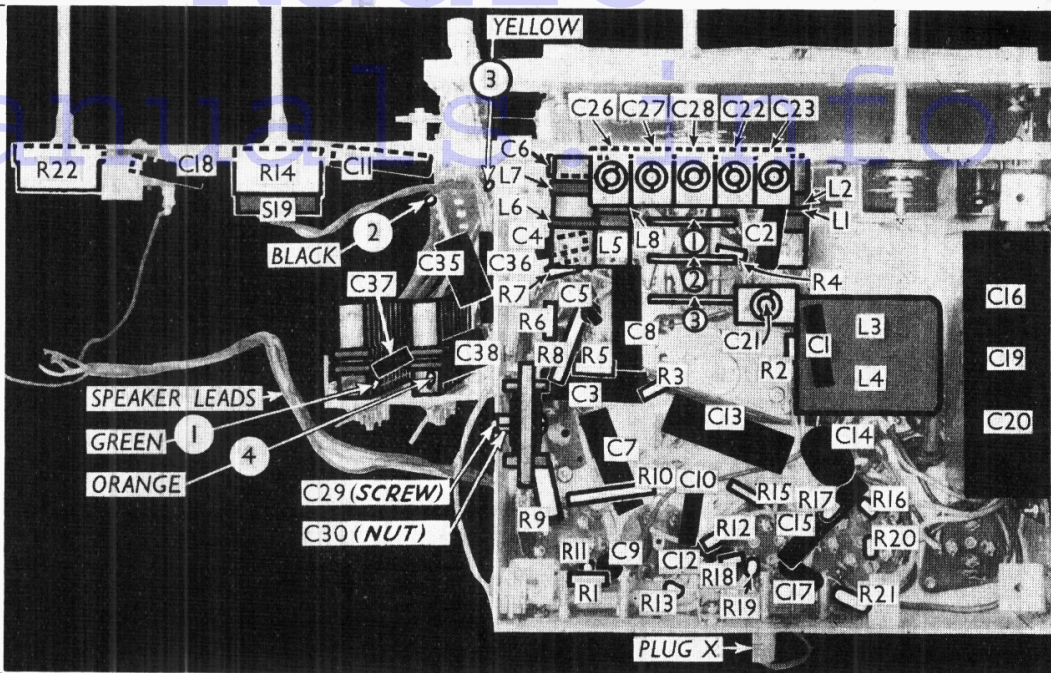 YELLOW
3
C26 C27 C28 C22 C23
R22
C18
R14
C11
C6
L7
S19
L6
L2
L1
2
BLACK
C35
C36
C4
L5
L8
1
C2
R4
C37
R7
C5
2
3
C16
R6
C8
C21
C1
L3
C38
R8
R5
R2
C19
L4
SPEAKER LEADS
C3
R3
GREEN
1
C13
C20
ORANGE
4
C7
C14
C29 (SCREW)
R10
C10
R15
R17
R16
C30 (NUT)
R9
C15
R12
R20
R11
C9
C12
R1
R13
R18
R19
C17
R21
PLUG X
anuals.info